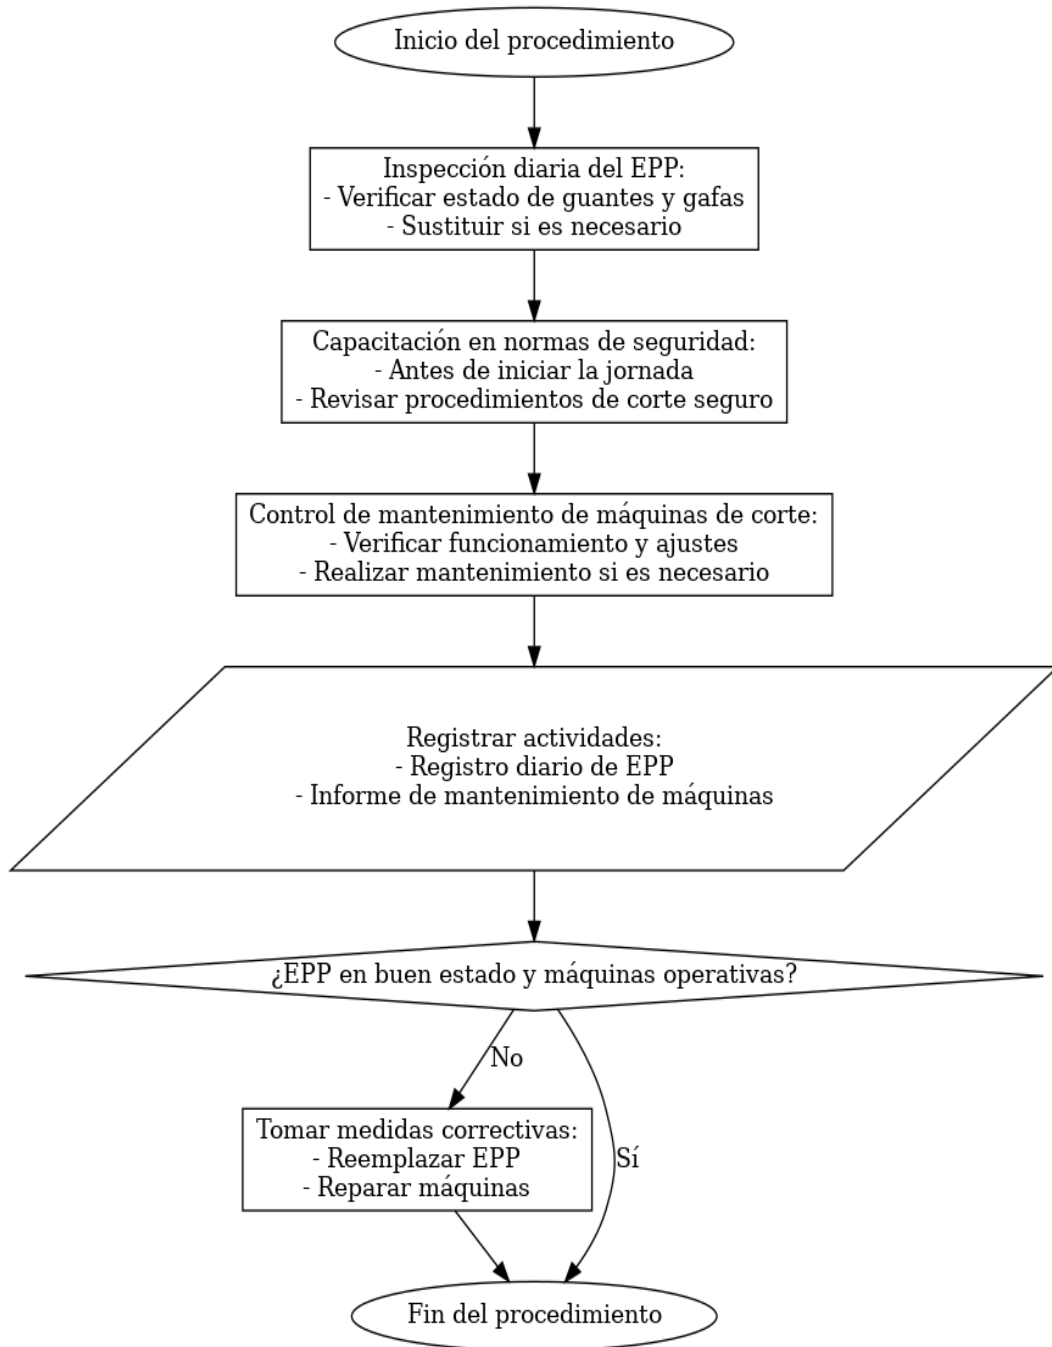 Inicio del procedimiento
Inspección diaria del EPP:
- Verificar estado de guantes y gafas
- Sustituir si es necesario
Capacitación en normas de seguridad:
- Antes de iniciar la jornada
- Revisar procedimientos de corte seguro
Control de mantenimiento de máquinas de corte:
- Verificar funcionamiento y ajustes
- Realizar mantenimiento si es necesario
Registrar actividades:
- Registro diario de EPP
- Informe de mantenimiento de máquinas
¿EPP en buen estado y máquinas operativas?
No
Tomar medidas correctivas:
- Reemplazar EPP
- Reparar máquinas
Sí
Fin del procedimiento